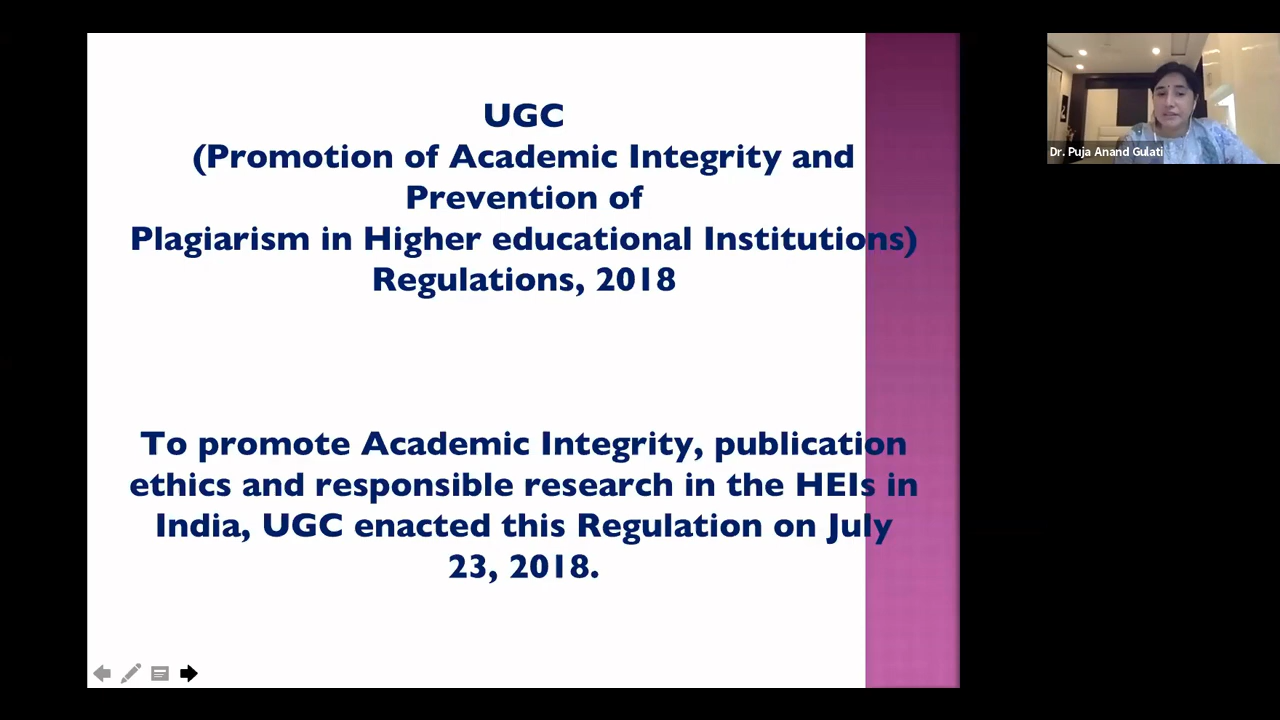 UGC
(Promotion of Academic Integrity and
Prevention of
Plagiarism in Higher educational Institutions)
Regulations, 2018
To promote Academic Integrity, publication
ethics and responsible research in the HEIs in
India, UGC enacted this Regulation on July
23, 2018.
Dr. Puja Anand Gulati